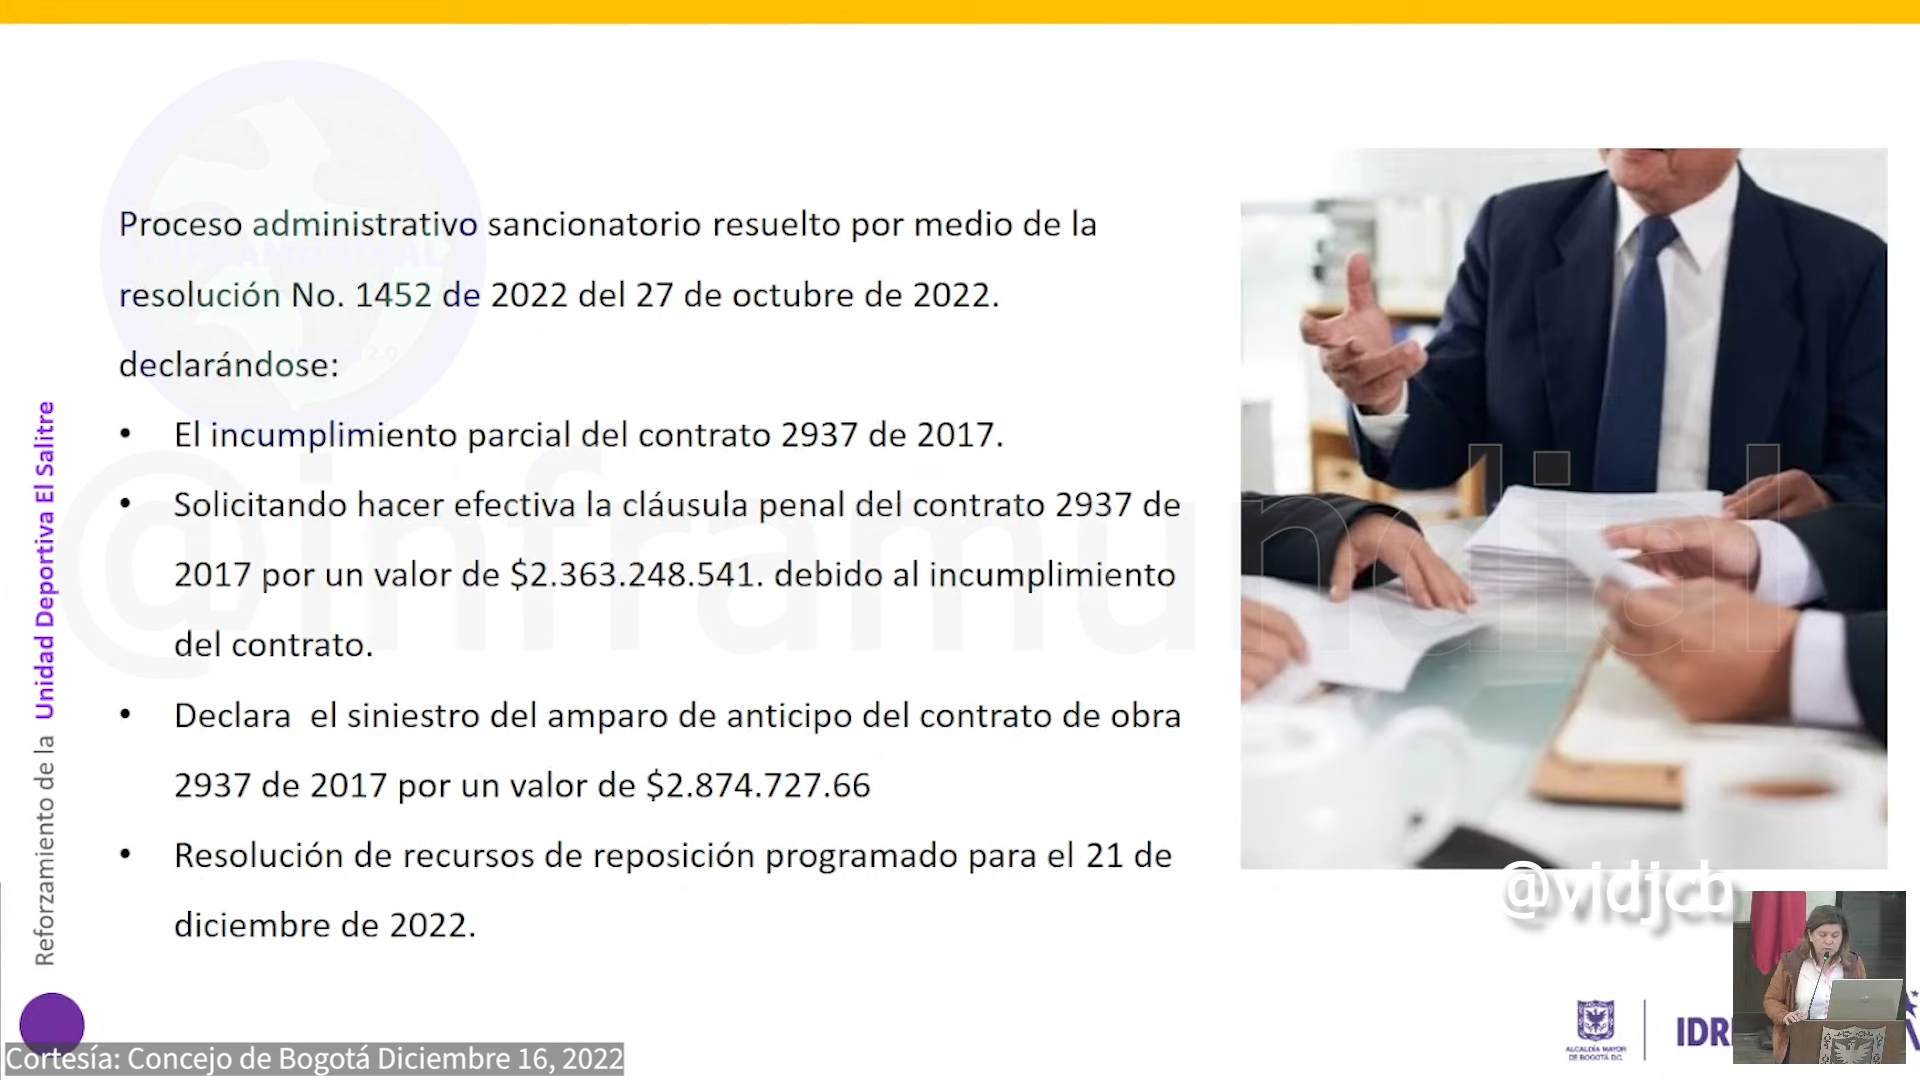 Proceso administrativo sancionatorio resuelto por medio de la
resolución No. 1452 de 2022 del 27 de octubre de 2022.
declarándose:
• El incumplimiento parcial del contrato 2937 de 2017.
• Solicitando hacer efectiva la cláusula penal del contrato 2937 de
2017 por un valor de $2.363.248.541. debido al incumplimiento
del contrato.
• Declara el siniestro del amparo de anticipo del contrato de obra
2937 de 2017 por un valor de $2.874.727.66
• Resolución de recursos de reposición programado para el 21 de
diciembre de 2022.
Reforzamiento de la Unidad Deportiva El Salitre
@inframundial
@vidjcb
ALCALDÍA MAYOR
DE BOGOTÁ D.C.
Cortesía: Concejo de Bogotá Diciembre 16, 2022